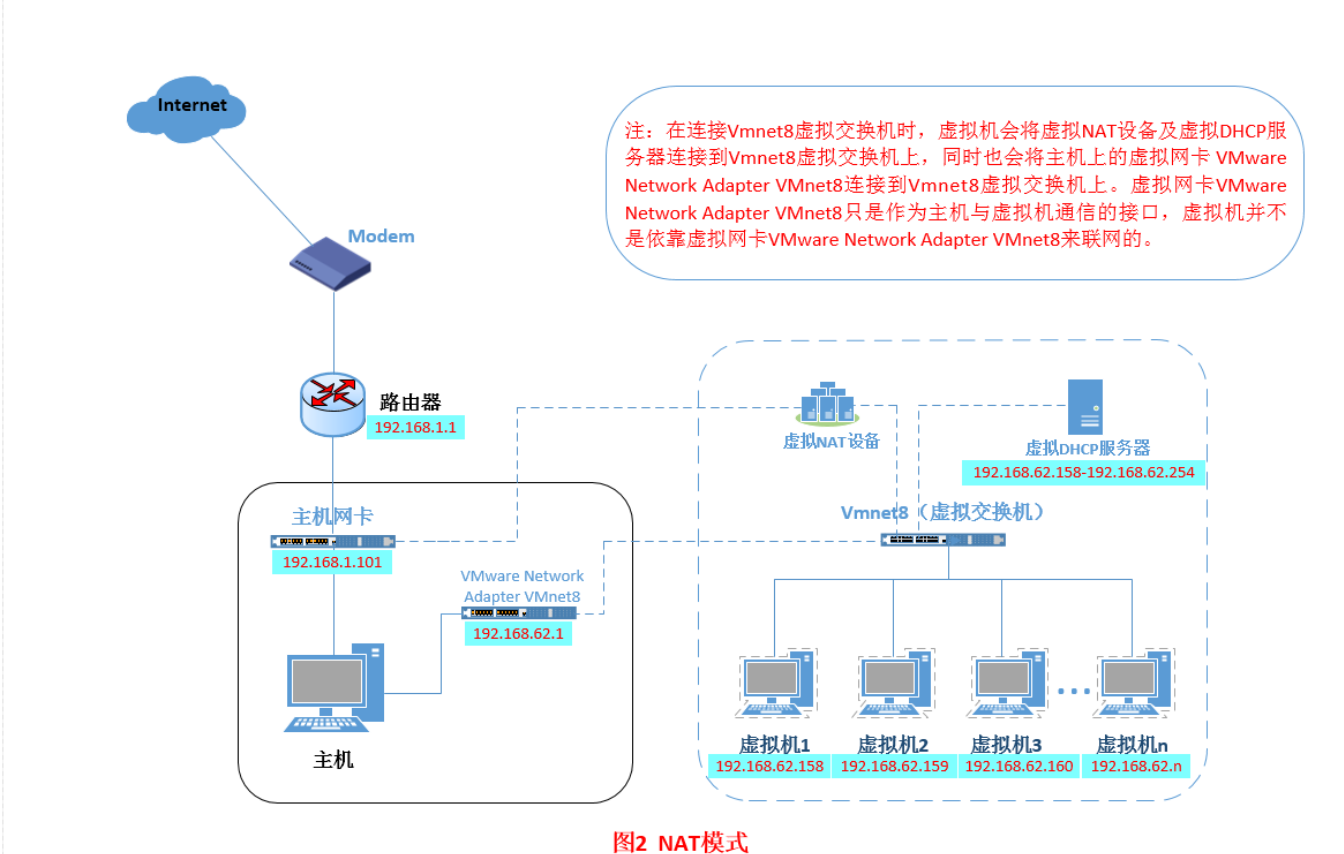 Internet
注：在连接Vmnet8虚拟交换机时，虚拟机会将虚拟NAT设备及虚拟DHCP服
务器连接到Vmnet8虚拟交换机上，同时也会将主机上的虚拟网卡 VMware
Network Adapter VMnet8连接到Vmnet8虚拟交换机上。虚拟网卡VMware
Network Adapter VMnet8只是作为主机与虚拟机通信的接口，虚拟机并不
是依靠虚拟网卡VMware Network Adapter VMnet8来联网的。
Modem
路由器
192.168.1.1
虚拟NAT设备
虚拟DHCP服务器
192.168.62.158-192.168.62.254
主机网卡
192.168.1.101
Vmnet8（虚拟交换机）
VMware Network
Adapter VMnet8
192.168.62.1
主机
虚拟机1
192.168.62.158
虚拟机2
192.168.62.159
虚拟机3
192.168.62.160
虚拟机n
192.168.62.n
图2 NAT模式